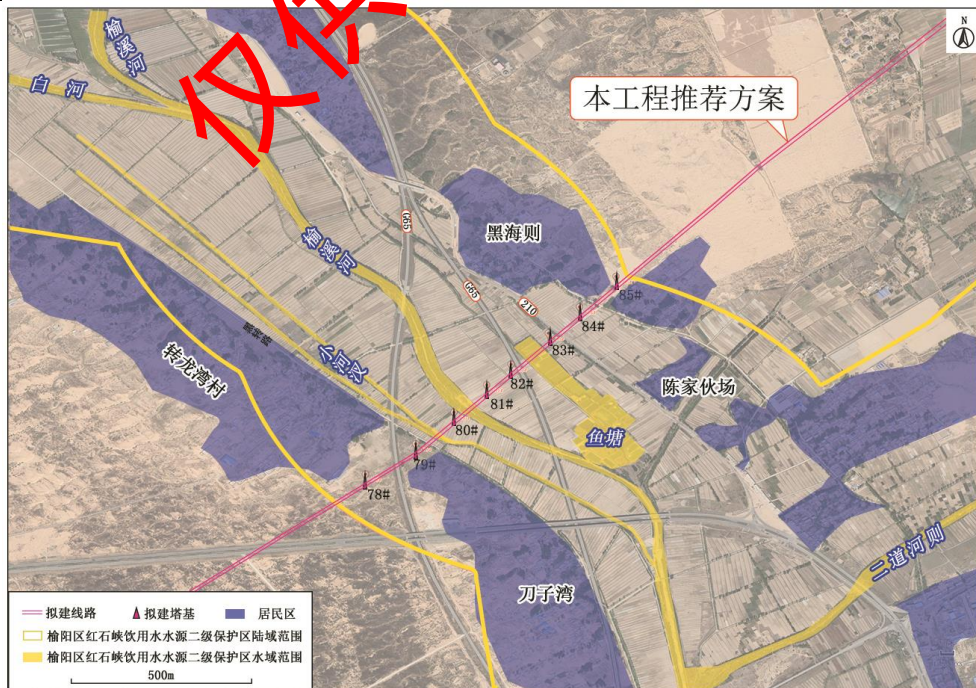 仅供
N
榆溪河
白河
本工程推荐方案
G65
黑海则
榆溪河
G65
210
85#
84#
83#
小河汊
转龙湾村
82#
陈家伙场
81#
80#
鱼塘
79#
78#
二道河则
刀子湾
拟建线路
拟建塔基
居民区
榆阳区红石峡饮用水水源二级保护区陆域范围
榆阳区红石峡饮用水水源二级保护区水域范围
500m